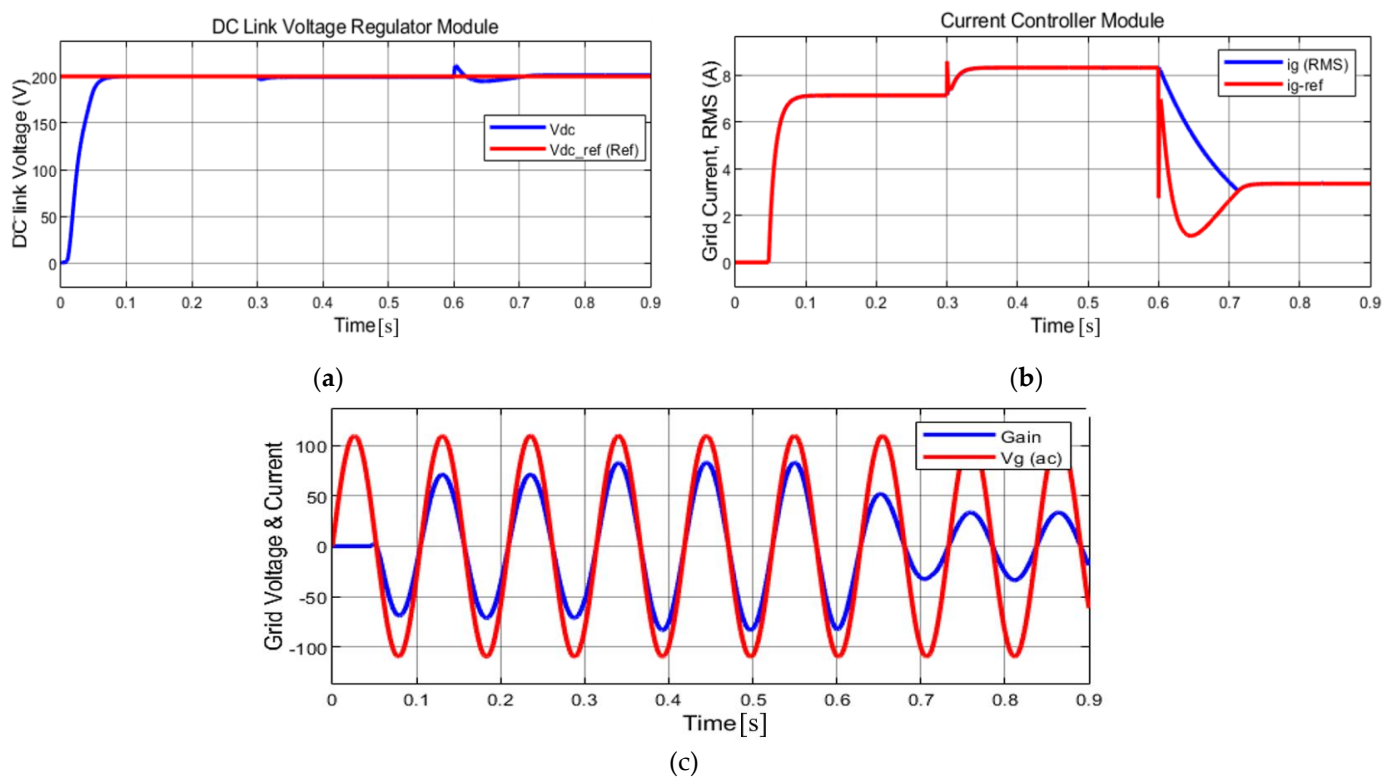 DC Link Voltage Regulator Module
DC link Voltage (V)
200
150
100
50
0
Vdc
Vdc_ref (Ref)
0 0.1 0.2 0.3 0.4 0.5 0.6 0.7 0.8 0.9
Time[s]
(a)
Current Controller Module
Grid Current, RMS (A)
8
6
4
2
0
ig (RMS)
ig-ref
0 0.1 0.2 0.3 0.4 0.5 0.6 0.7 0.8 0.9
Time [s]
(b)
Grid Voltage & Current
100
50
0
-50
-100
Gain
Vg (ac)
0 0.1 0.2 0.3 0.4 0.5 0.6 0.7 0.8 0.9
Time[s]
(c)